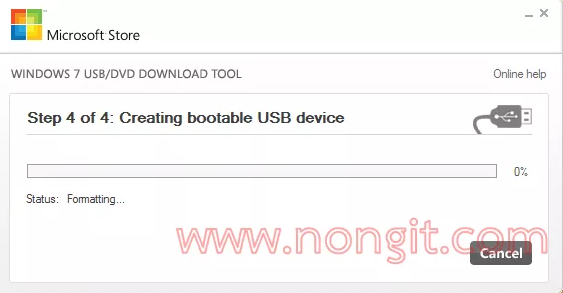 Microsoft Store
WINDOWS 7 USB/DVD DOWNLOAD TOOL
Online help
Step 4 of 4: Creating bootable USB device
0%
Status: Formatting...
www.nongit.com
Cancel